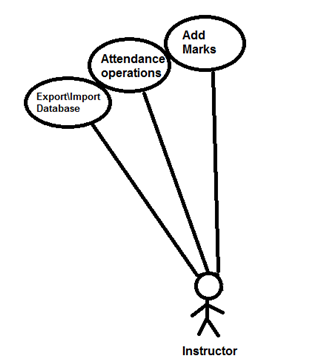 Add
Marks
Attendance
operations
Export\Import
Database
Instructor